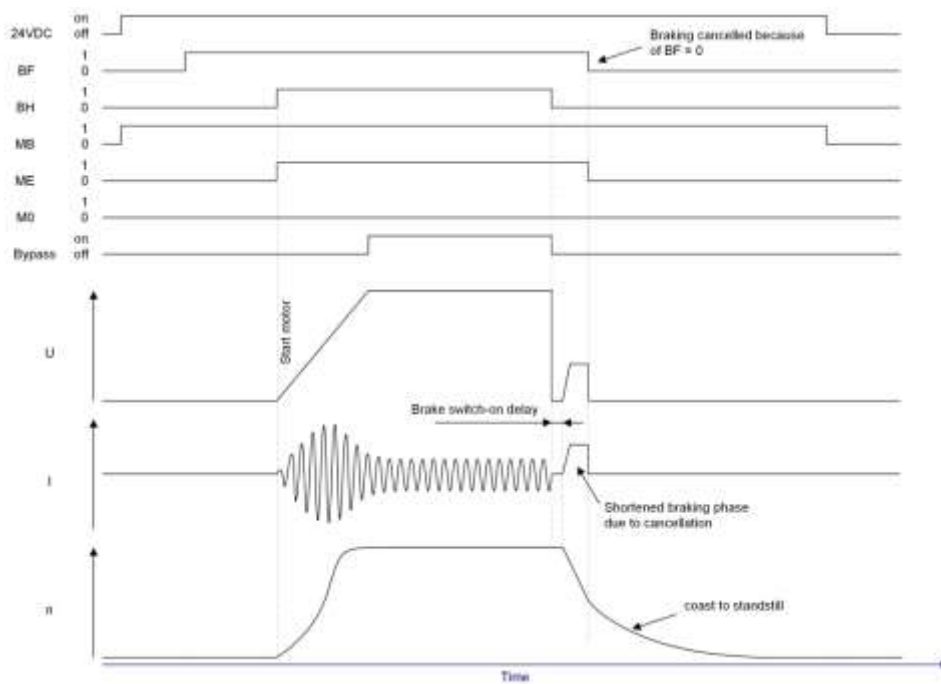 on
24VDC off
Braking cancelled because
of BF = 0
1
BF 0
1
BH 0
1
MB 0
1
ME 0
1
M0 0
on
Bypass off
Start motor
U
Brake switch-on delay
I
Shortened braking phase
due to cancellation
n
coast to standstill
Time